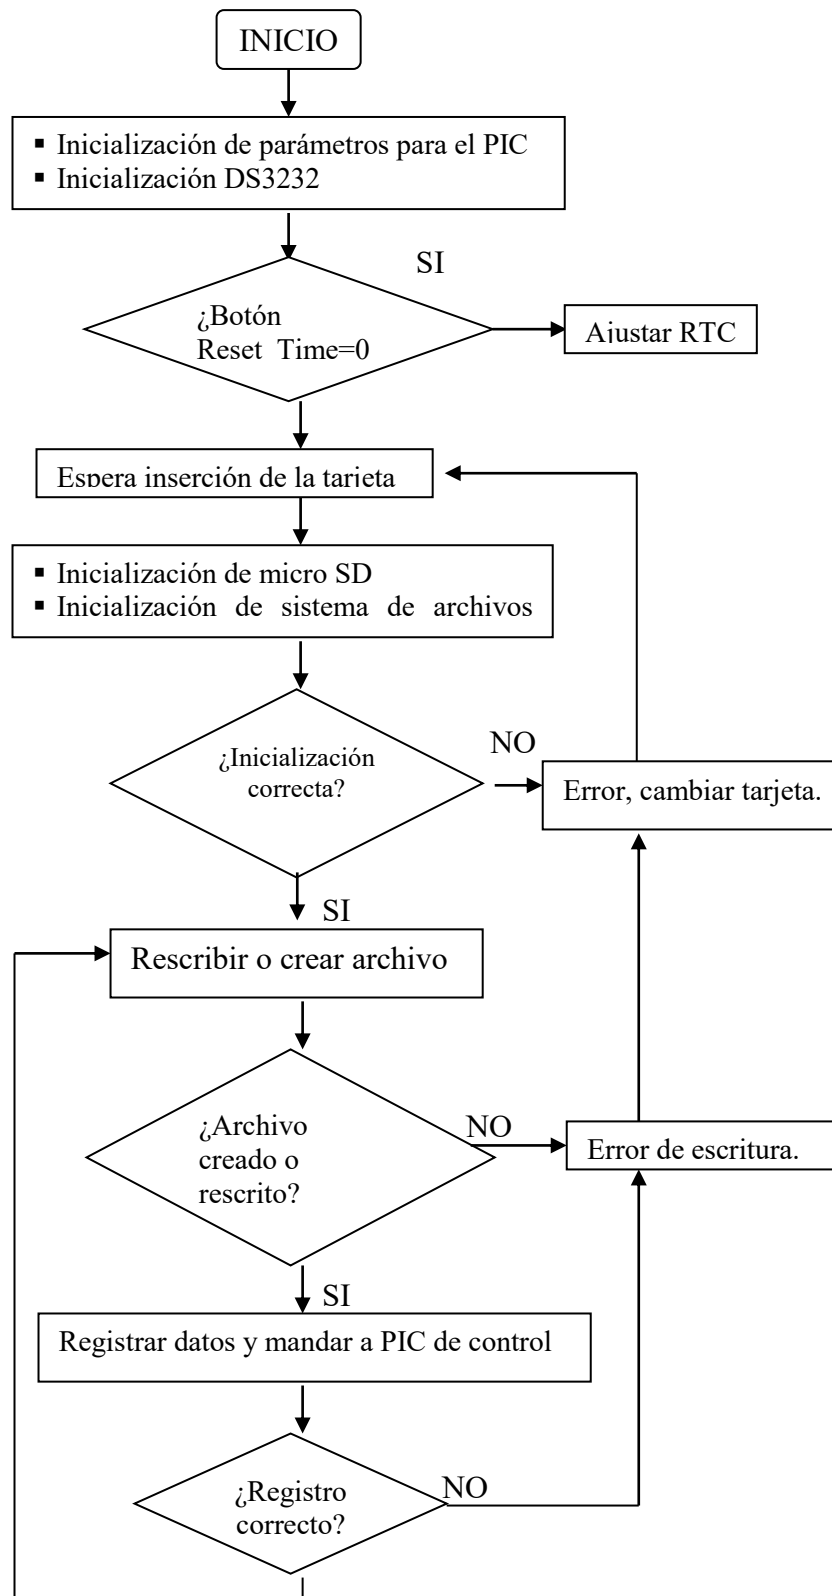 INICIO
▪ Inicialización de parámetros para el PIC
▪ Inicialización DS3232
SI
¿Botón
Reset_Time=0
Ajustar RTC
Espera inserción de la tarjeta
▪ Inicialización de micro SD
▪ Inicialización de sistema de archivos
¿Inicialización
correcta?
NO
Error, cambiar tarjeta.
SI
Rescribir o crear archivo
¿Archivo
creado o
rescrito?
NO
Error de escritura.
SI
Registrar datos y mandar a PIC de control
¿Registro
correcto?
NO